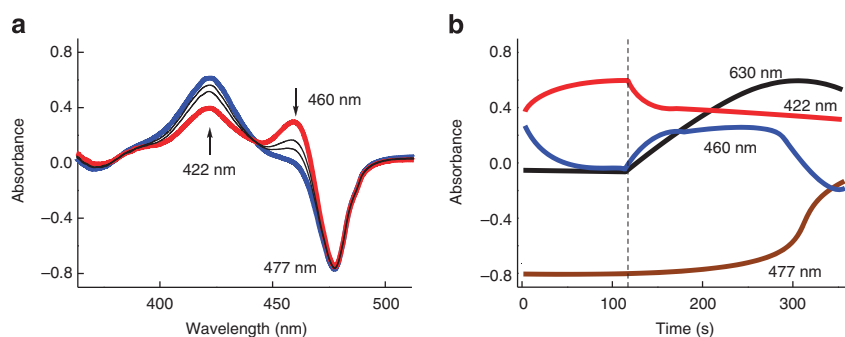 a
0.8
0.4
0.0
−0.4
−0.8
Absorbance
400
450
500
Wavelength (nm)
460 nm
422 nm
477 nm
b
0.8
0.4
0.0
−0.4
−0.8
Absorbance
0
100
200
300
Time (s)
630 nm
422 nm
460 nm
477 nm